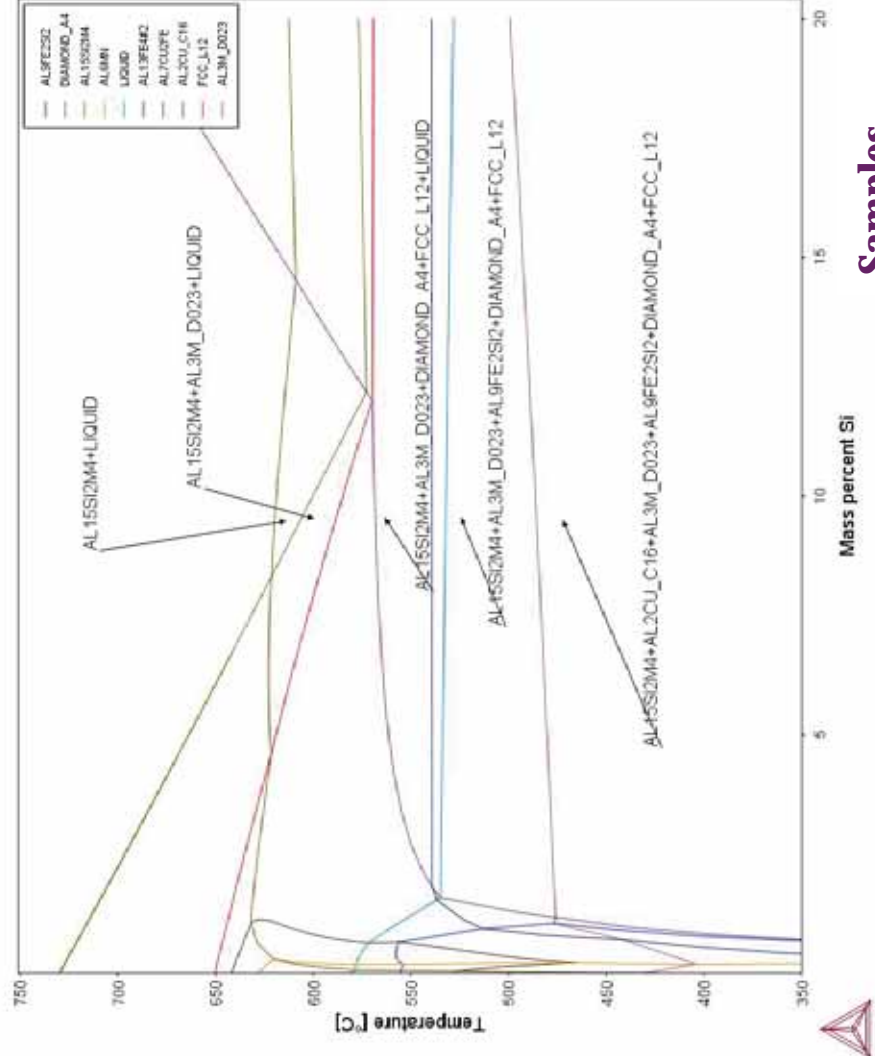 AL9FE2SI2
DIAMOND_A4
AL15SI2M4
AL6MN
LIQUID
AL13FE4#2
AL7CU2FE
AL2CU_C16
FCC_L12
AL3M_D023
AL15SI2M4+LIQUID
AL15SI2M4+AL3M_D023+LIQUID
AL15SI2M4+AL3M_D023+DIAMOND_A4+FCC_L12+LIQUID
AL15SI2M4+AL3M_D023+AL9FE2SI2+DIAMOND_A4+FCC_L12
AL15SI2M4+AL2CU_C16+AL3M_D023+AL9FE2SI2+DIAMOND_A4+FCC_L12
Temperature [°C]
750
700
650
600
550
500
450
400
350
5
10
15
20
Mass percent Si
Samples